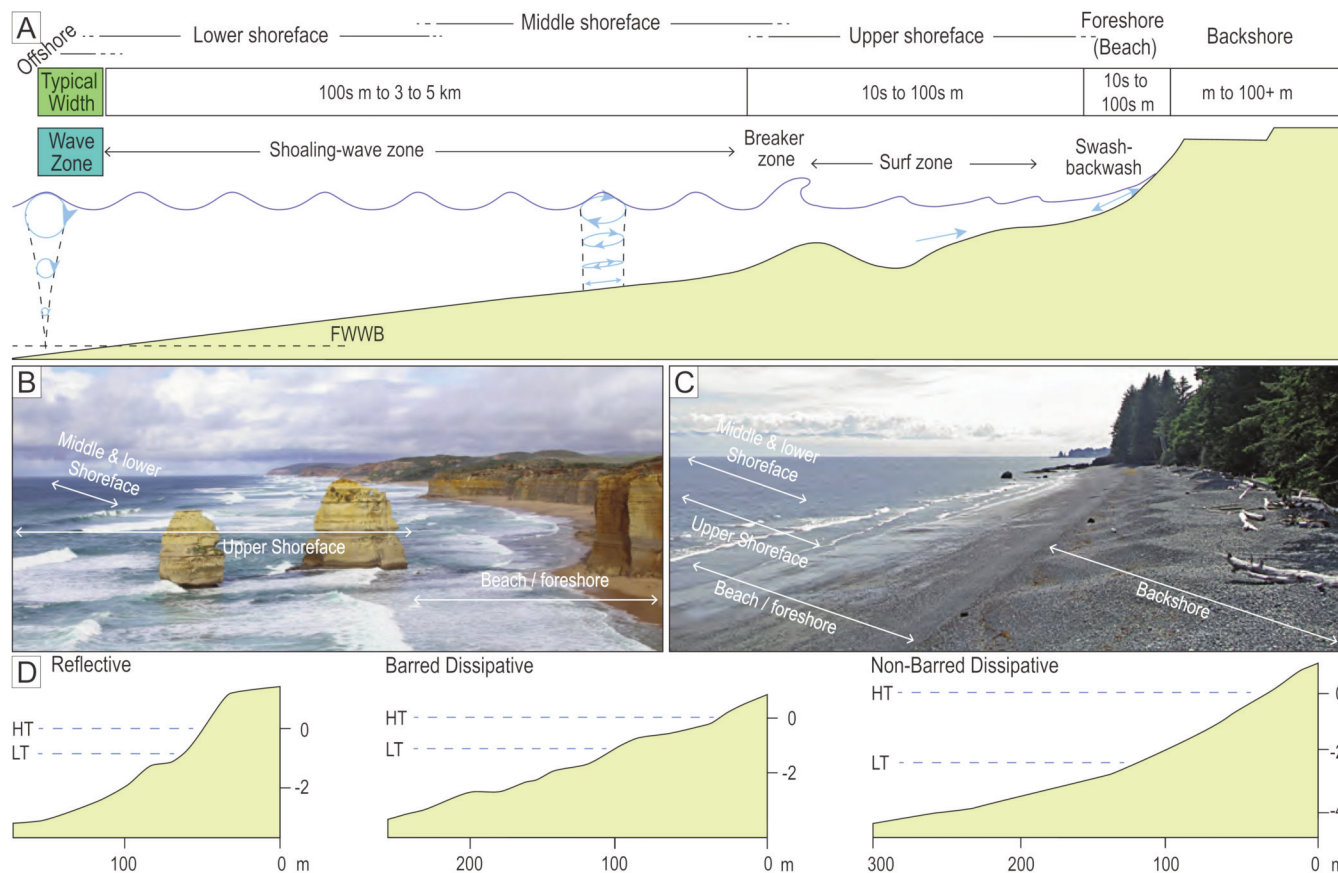 A
Offshore
Lower shoreface
Middle shoreface
Upper shoreface
Foreshore
(Beach)
Backshore
Typical
Width
100s m to 3 to 5 km
10s to 100s m
10s to
100s m
m to 100+ m
Wave
Zone
Shoaling-wave zone
Breaker
zone
Surf zone
Swash-
backwash
FWWB
B
Middle & lower
Shoreface
Upper Shoreface
Beach / foreshore
C
Middle & lower
Shoreface
Upper Shoreface
Beach / foreshore
Backshore
D
Reflective
HT
LT
0
-2
100
0 m
Barred Dissipative
HT
LT
0
-2
200
100
0 m
Non-Barred Dissipative
HT
LT
0
-2
-4
300
200
100
0 m